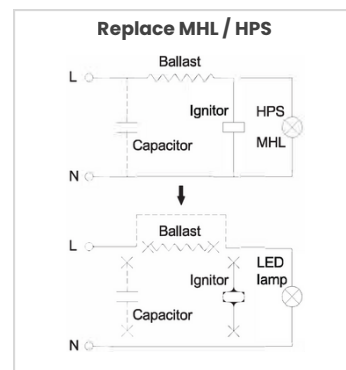 Replace MHL / HPS
Ballast
L
Ignitor
HPS
MHL
Capacitor
N
Ballast
L
LED
lamp
Ignitor
Capacitor
N